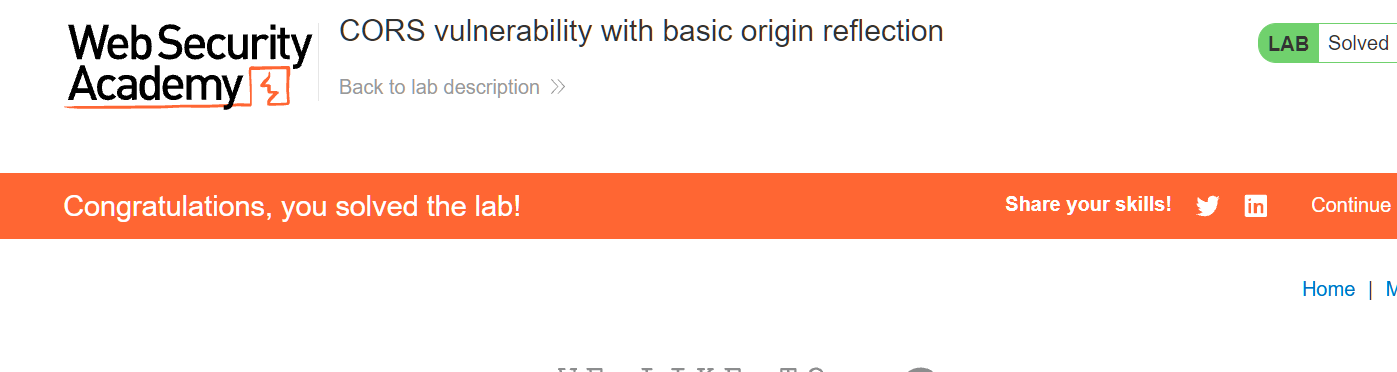 Web Security
Academy
CORS vulnerability with basic origin reflection
Back to lab description
LAB Solved
Congratulations, you solved the lab!
Share your skills!
Continue
Home |